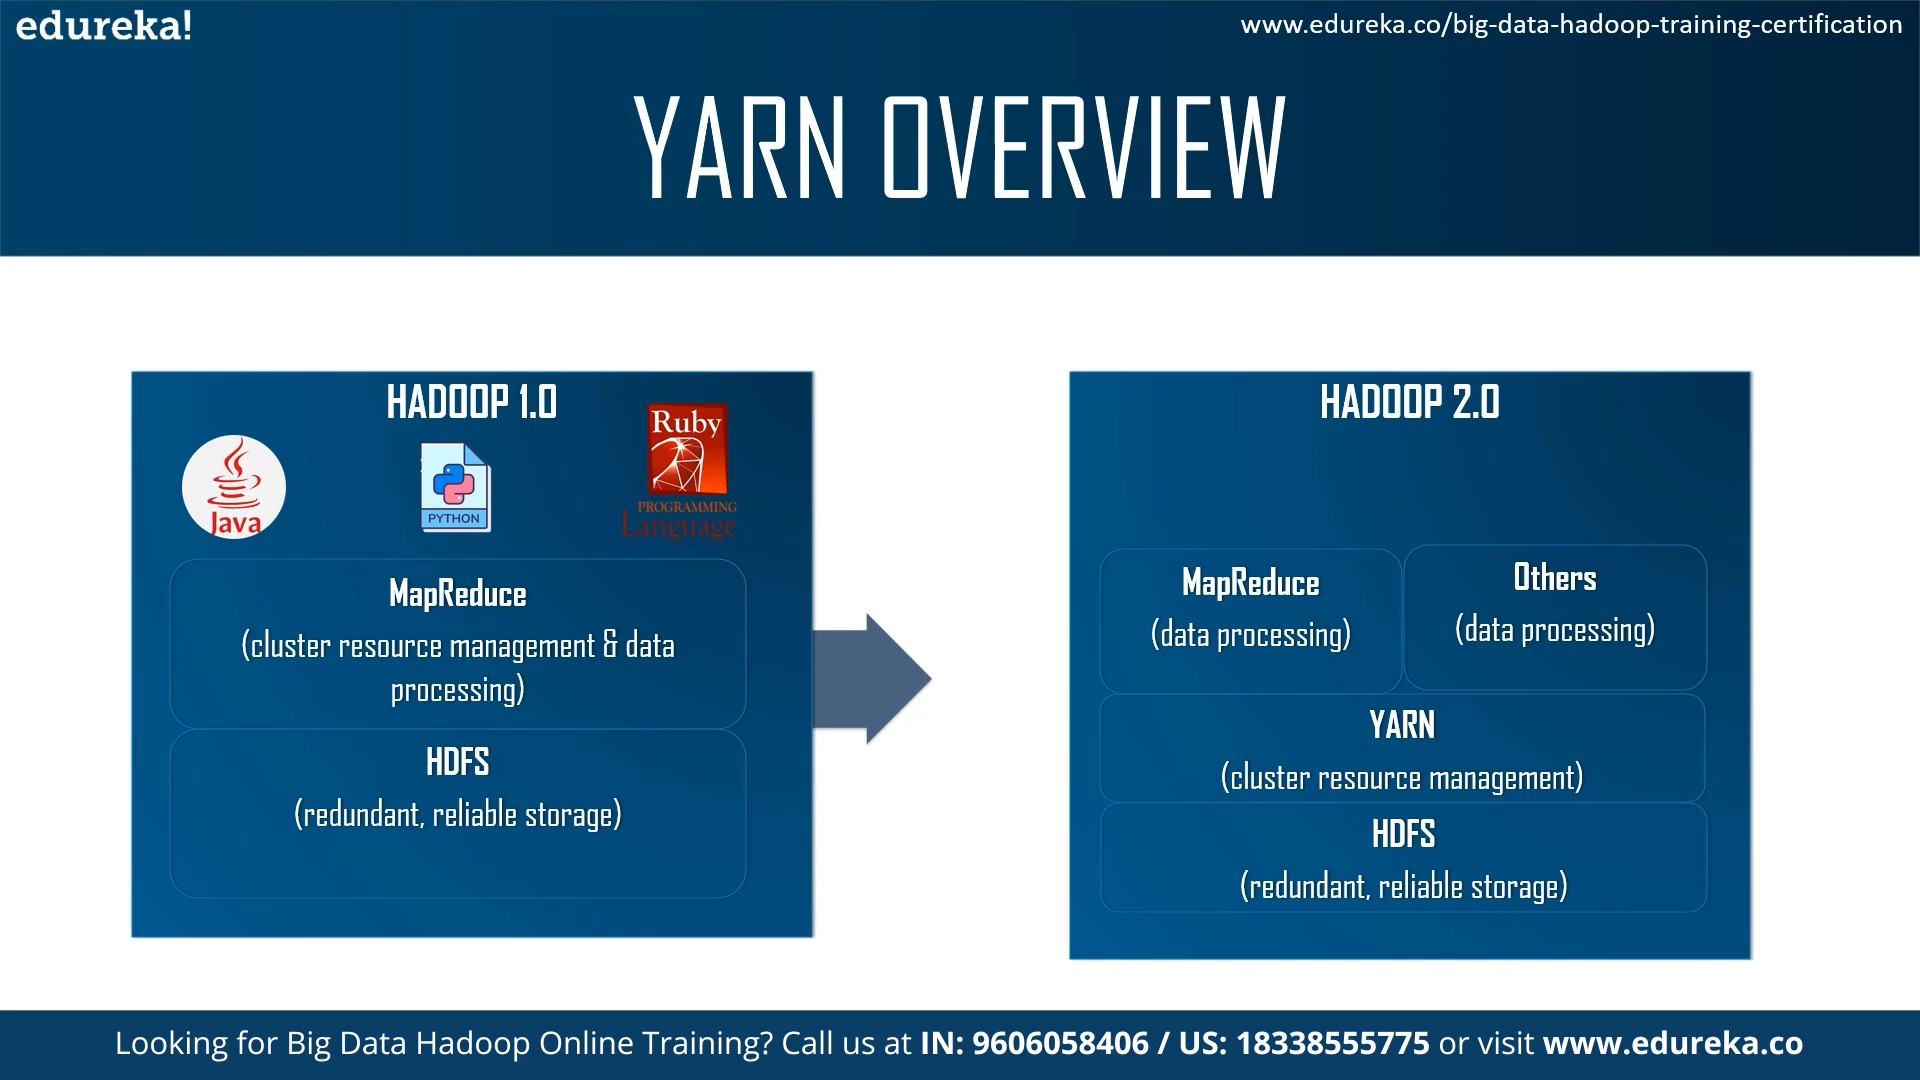 edureka!
www.edureka.co/big-data-hadoop-training-certification
YARN OVERVIEW
HADOOP 1.0
Java
PYTHON
Ruby
PROGRAMMING
Language
MapReduce
(cluster resource management & data
processing)
HDFS
(redundant, reliable storage)
HADOOP 2.0
MapReduce
(data processing)
Others
(data processing)
YARN
(cluster resource management)
HDFS
(redundant, reliable storage)
Looking for Big Data Hadoop Online Training? Call us at IN: 9606058406 / US: 18338555775 or visit www.edureka.co